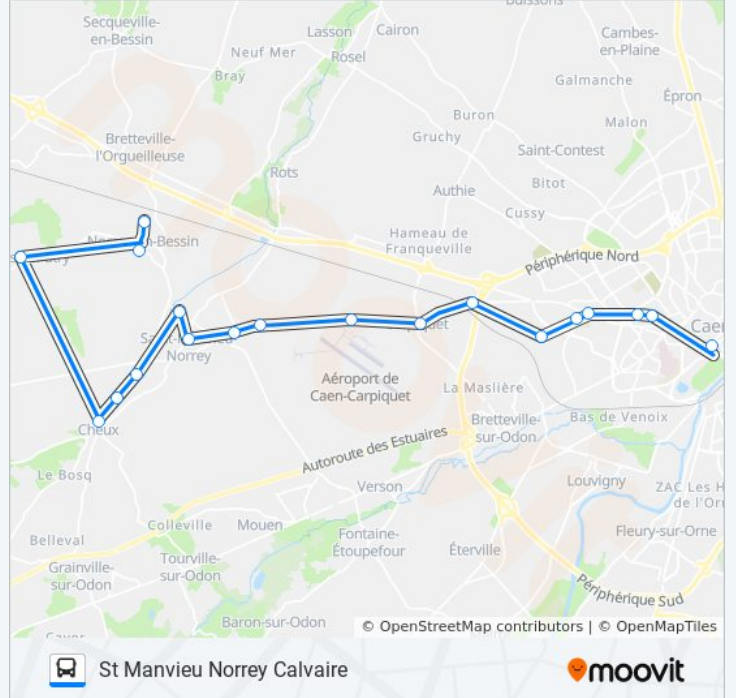 Secqueville-
en-Bessin
Lasson
Cairon
Buissons
Cambes-
en-Plaine
Neuf Mer
Rosel
Bray
Galmanche
Épron
Buron
Malon
Bretteville-
l'Orgueilleuse
Gruchy
Saint-Contest
Rots
Bitot
Authie
Cussy
Hameau de
Franqueville
Périphérique Nord
-Bessin
Norrey
Caen
Aéroport de
Caen-Carpiquet
La Maslière
Bretteville-
sur-Odon
Bas de Venoix
Cheux
Autoroute des Estuaires
Le Bosq
Verson
Louvigny
ZAC Les H
de l'Orn
Colleville
Mouen
Fontaine-
Étoupefour
Éterville
Fleury-sur-Orne
Belleval
Grainville-
sur-Odon
Tourville-
sur-Odon
Périphérique Sud
Baron-sur-Odon
© OpenStreetMap contributors | © OpenMapTiles
St Manvieu Norrey Calvaire
moovit